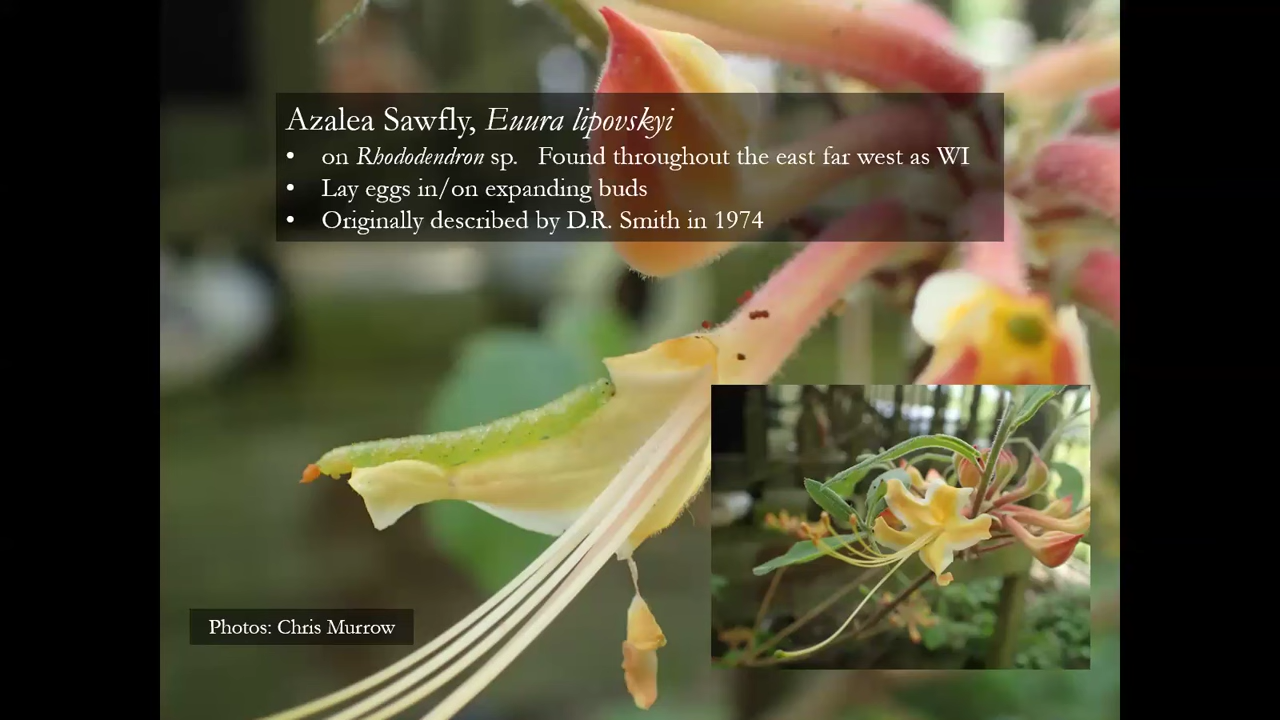 Azalea Sawfly, Euura lipovskyi
• on Rhododendron sp. Found throughout the east far west as WI
• Lay eggs in/on expanding buds
• Originally described by D.R. Smith in 1974
Photos: Chris Murrow